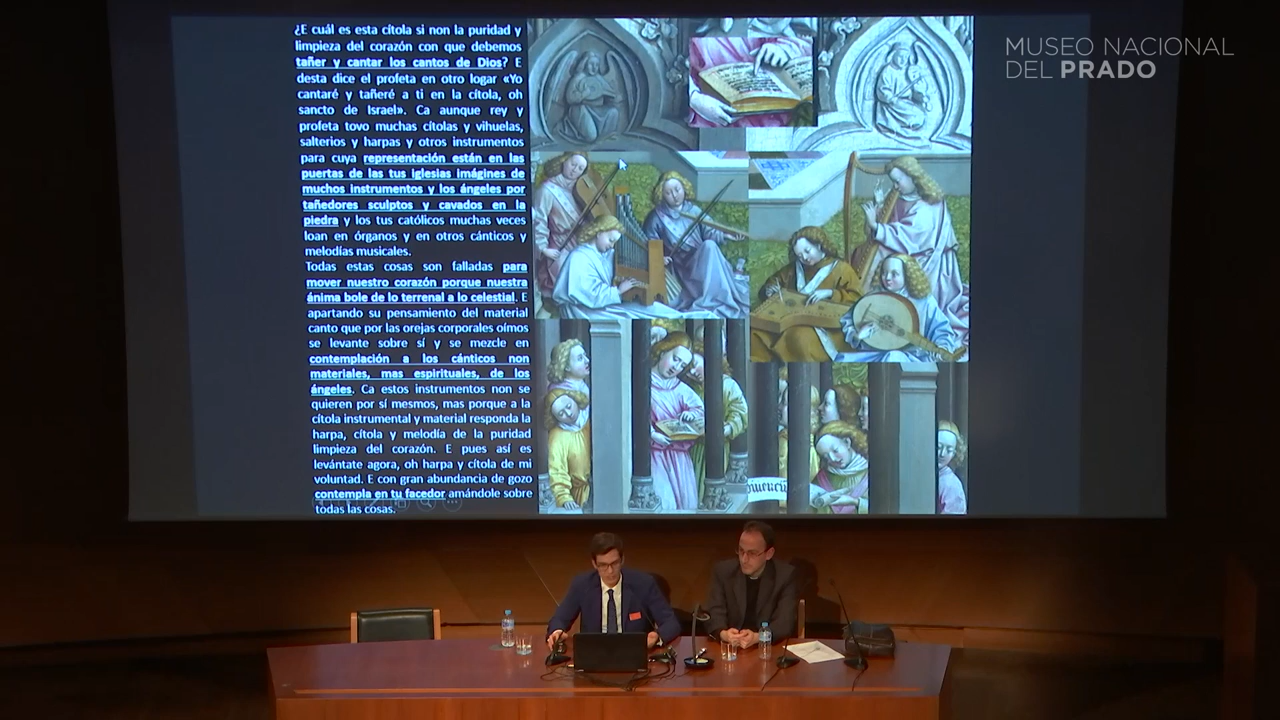 ¿E cuál es esta cítola si non la puridad y
limpieza del corazón con que debemos
tañer y cantar los cantos de Dios? E
desta dice el profeta en otro logar «Yo
cantaré y tañeré a ti en la cítola, oh
sancto de Israel». Ca aunque rey y
profeta tovo muchas cítolas y vihuelas,
salterios y harpas y otros instrumentos
para cuya representación están en las
puertas de las tus iglesias imágines de
muchos instrumentos y los ángeles por
tañedores sculptos y cavados en la
piedra y los tus católicos muchas veces
loan en órganos y en otros cánticos y
melodías musicales.
Todas estas cosas son falladas para
mover nuestro corazón porque nuestra
ánima bole de lo terrenal a lo celestial. E
apartando su pensamiento del material
canto que por las orejas corporales oímos
se levante sobre sí y se mezcle en
contemplación a los cánticos non
materiales, mas espirituales, de los
ángeles. Ca estos instrumentos non se
quieren por sí mesmos, mas porque a la
cítola instrumental y material responda la
harpa, cítola y melodía de la puridad
limpieza del corazón. E pues así es
levántate agora, oh harpa y cítola de mi
voluntad. E con gran abundancia de gozo
contempla en tu facedor amándole sobre
todas las cosas.
MUSEO NACIONAL
DEL PRADO